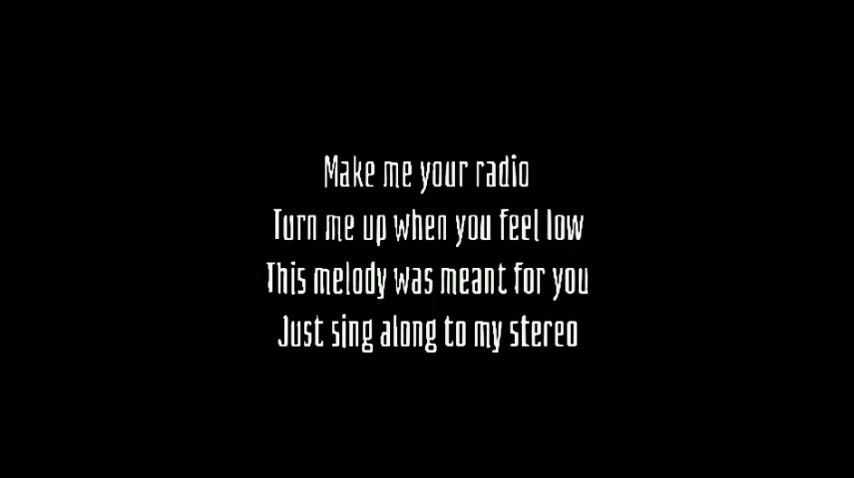 Make me your radio
Turn me up when you feel low
This melody was meant for you
Just sing along to my stereo